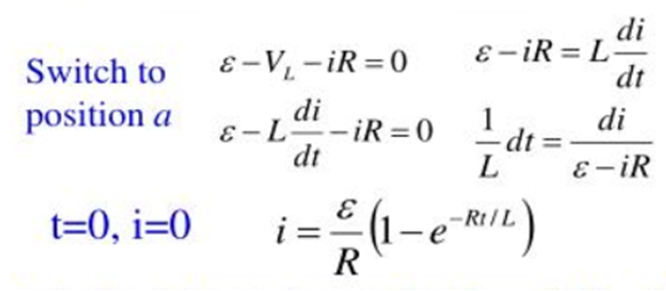 Switch to
position a
ε − V_L − iR = 0
ε − L di/dt − iR = 0
ε − iR = L di/dt
1/L dt = di/(ε − iR)
t=0, i=0
i = ε/R (1 − e^(−Rt/L))